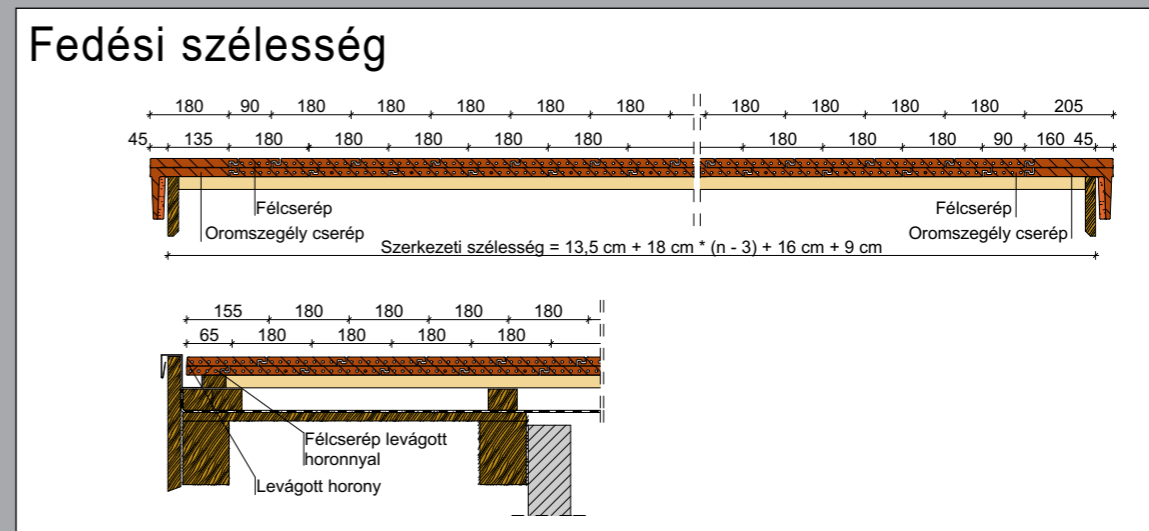 Fedési szélesség
180 90 180 180 180 180 180 180 180 180 180 205
45 135 180 180 180 180 180 180 180 180 90 160 45
Félcserép Félcserép
Oromszegély cserép Oromszegély cserép
Szerkezeti szélesség = 13,5 cm + 18 cm * (n - 3) + 16 cm + 9 cm
155 180 180 180 180
65 180 180 180 180
Félcserép levágott
horonnyal
Levágott horony